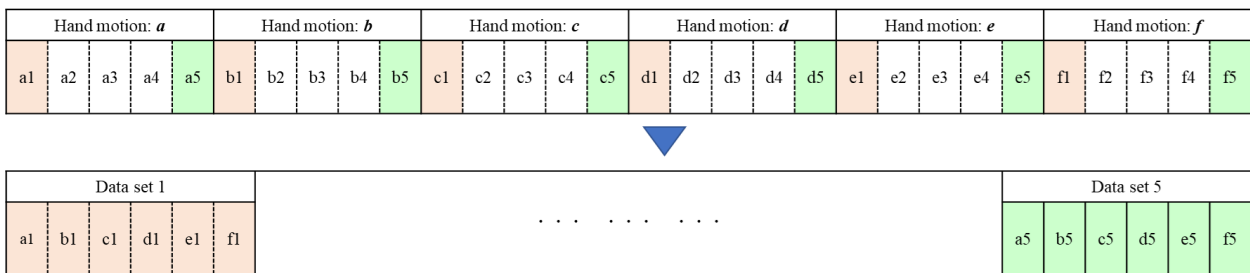 Hand motion: a Hand motion: b Hand motion: c Hand motion: d Hand motion: e Hand motion: f
a1 a2 a3 a4 a5 b1 b2 b3 b4 b5 c1 c2 c3 c4 c5 d1 d2 d3 d4 d5 e1 e2 e3 e4 e5 f1 f2 f3 f4 f5
Data set 1 Data set 5
... ... ...
a1 b1 c1 d1 e1 f1 a5 b5 c5 d5 e5 f5